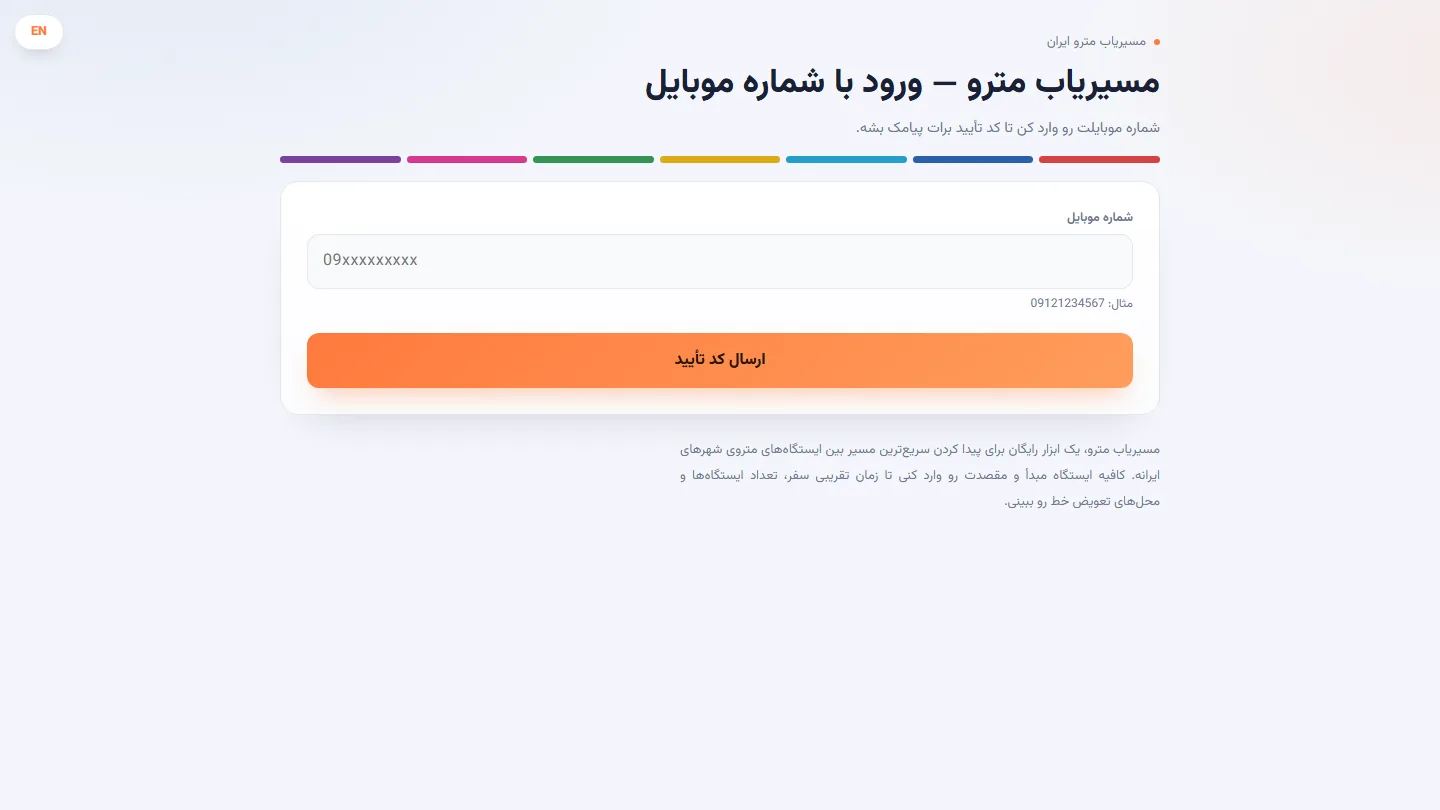 EN
مسیریاب مترو ایران
مسیریاب مترو — ورود با شماره موبایل
شماره موبایلت رو وارد کن تا کد تأیید برات پیامک بشه.
شماره موبایل
09xxxxxxxxx
مثال: 09121234567
ارسال کد تأیید
مسیریاب مترو، یک ابزار رایگان برای پیدا کردن سریع‌ترین مسیر بین ایستگاه‌های متروی شهرهای
ایرانه. کافیه ایستگاه مبدأ و مقصدت رو وارد کنی تا زمان تقریبی سفر، تعداد ایستگاه‌ها و
محل‌های تعویض خط رو ببینی.